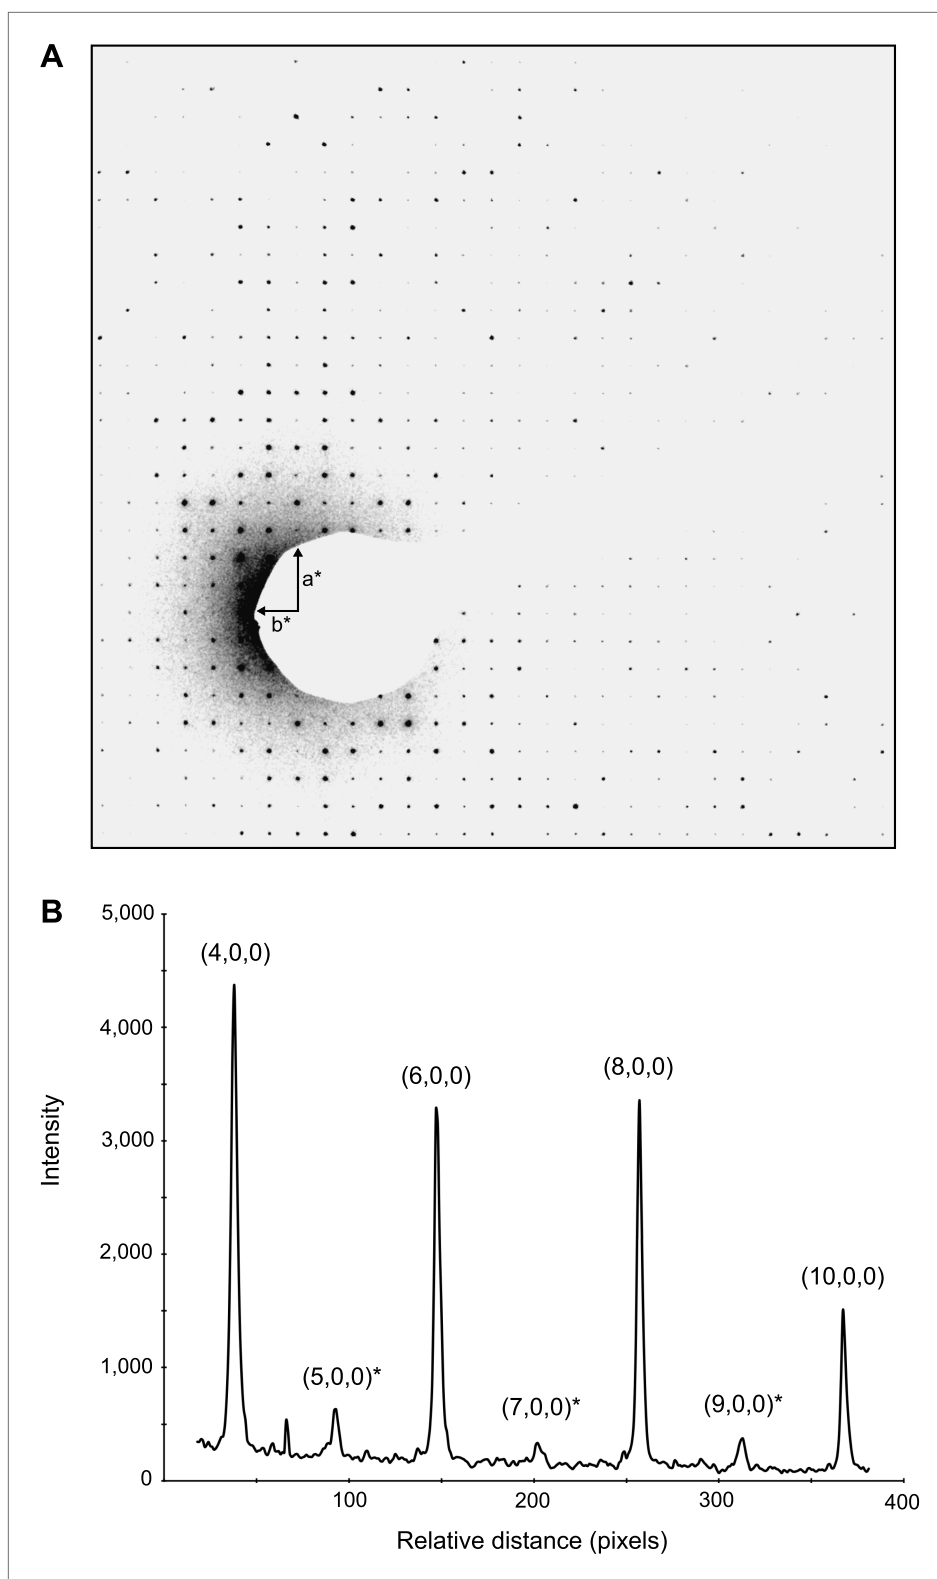 A
a*
b*
B
5,000
(4,0,0)
4,000
(8,0,0)
(6,0,0)
3,000
Intensity
2,000
(10,0,0)
1,000
(5,0,0)*
(7,0,0)*
(9,0,0)*
0
100
200
300
400
Relative distance (pixels)